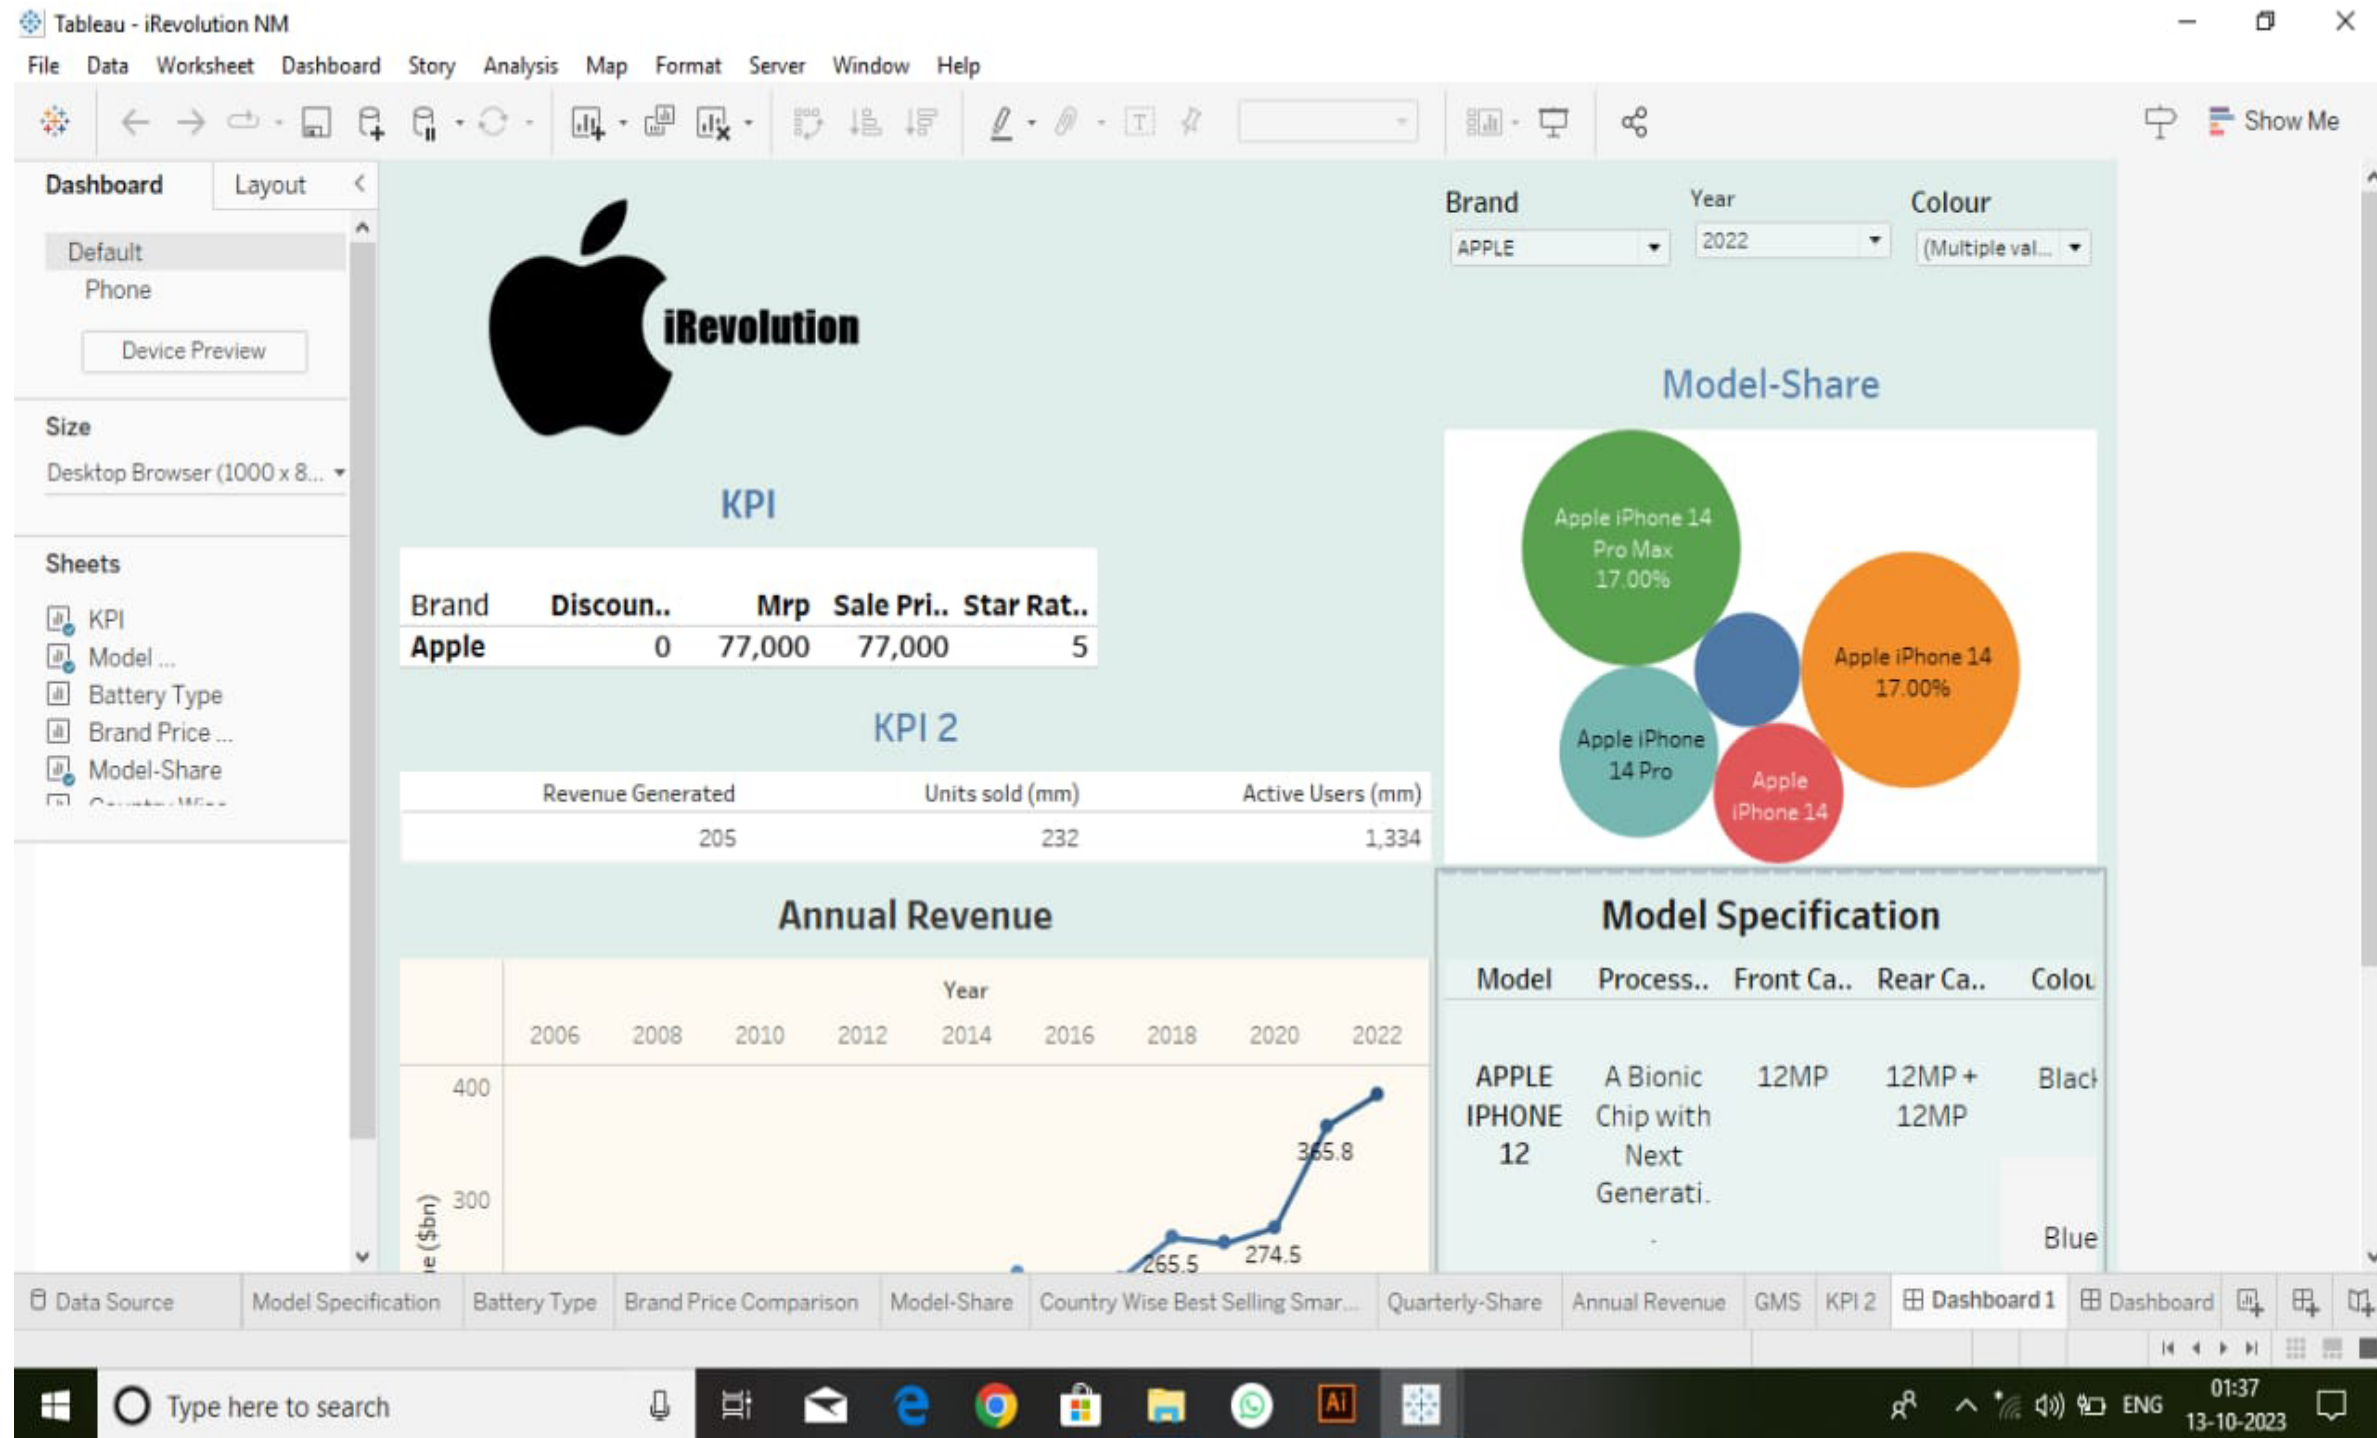 Tableau - iRevolution NM
File Data Worksheet Dashboard Story Analysis Map Format Server Window Help
Show Me
Dashboard Layout
Default
Phone
Device Preview
Size
Desktop Browser (1000 x 8...
Sheets
KPI
Model ...
Battery Type
Brand Price ...
Model-Share
iRevolution
Brand Year Colour
APPLE 2022 (Multiple val...
KPI
Brand Discoun.. Mrp Sale Pri.. Star Rat..
Apple 0 77,000 77,000 5
KPI 2
Revenue Generated Units sold (mm) Active Users (mm)
205 232 1,334
Model-Share
Apple iPhone 14
Pro Max
17.00%
Apple iPhone 14
17.00%
Apple iPhone
14 Pro
Apple
iPhone 14
Annual Revenue
Year
2006 2008 2010 2012 2014 2016 2018 2020 2022
400
300
365.8
265.5
274.5
($bn)
Model Specification
Model Process.. Front Ca.. Rear Ca..
APPLE A Bionic 12MP 12MP +
IPHONE Chip with 12MP
12 Next
Generati.
.
Blue
Data Source Model Specification Battery Type Brand Price Comparison Model-Share Country Wise Best Selling Smar... Quarterly-Share Annual Revenue GMS KPI 2 Dashboard 1 Dashboard
Type here to search
Ai
ENG
01:37
13-10-2023